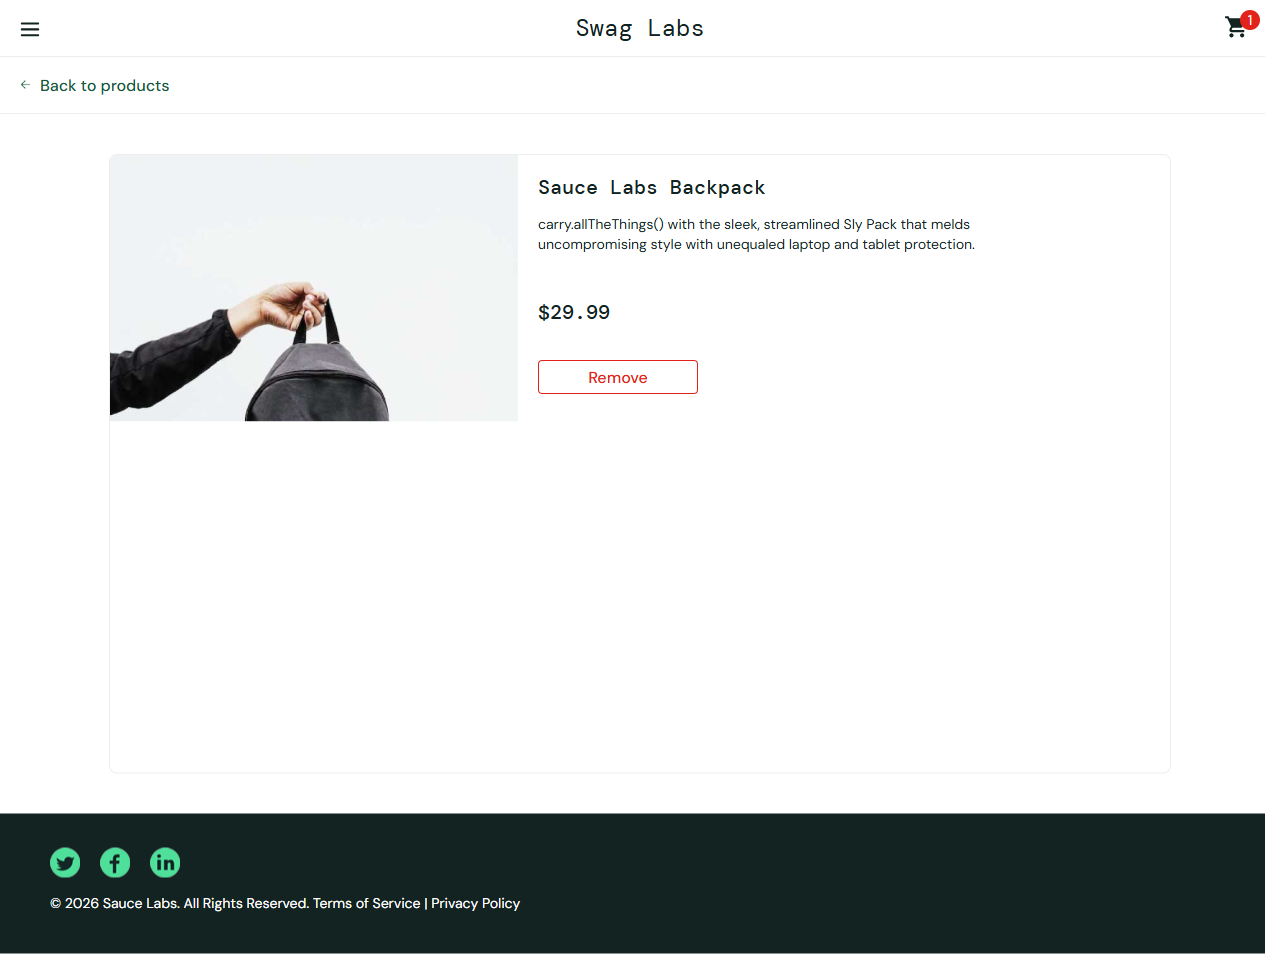 Swag Labs
1
Back to products
Sauce Labs Backpack
carry.allTheThings() with the sleek, streamlined Sly Pack that melds
uncompromising style with unequaled laptop and tablet protection.
$29.99
Remove
© 2026 Sauce Labs. All Rights Reserved. Terms of Service | Privacy Policy